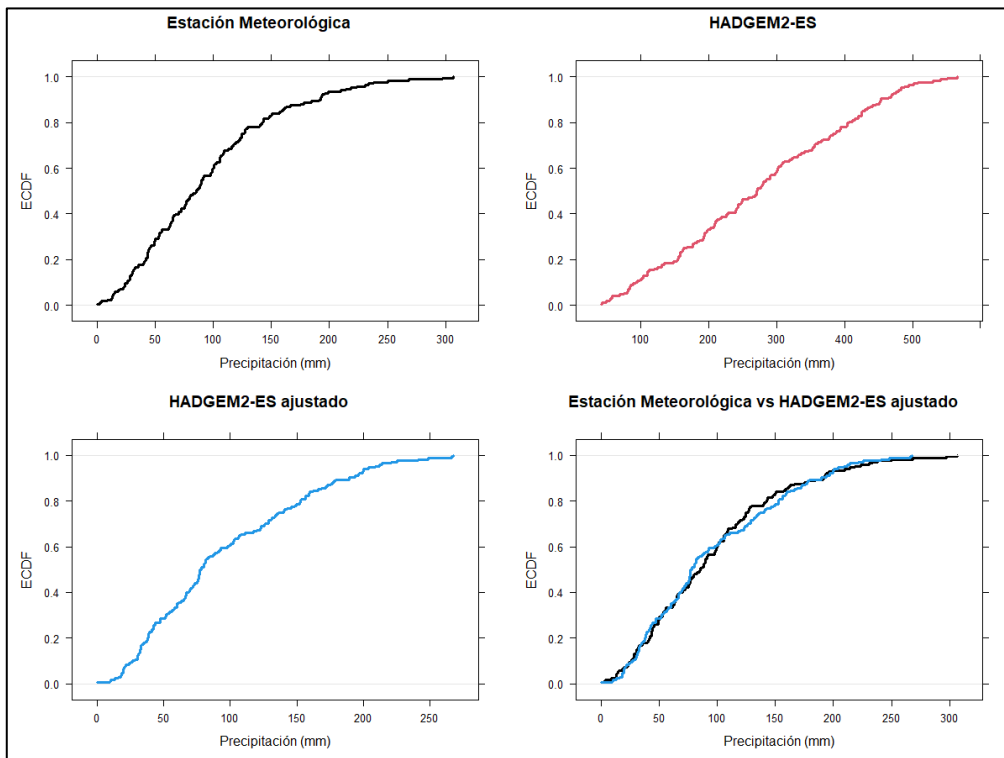 Estación Meteorológica
ECDF
1.0
0.8
0.6
0.4
0.2
0.0
0 50 100 150 200 250 300
Precipitación (mm)
HADGEM2-ES
ECDF
1.0
0.8
0.6
0.4
0.2
0.0
100 200 300 400 500
Precipitación (mm)
HADGEM2-ES ajustado
ECDF
1.0
0.8
0.6
0.4
0.2
0.0
0 50 100 150 200 250
Precipitación (mm)
Estación Meteorológica vs HADGEM2-ES ajustado
ECDF
1.0
0.8
0.6
0.4
0.2
0.0
0 50 100 150 200 250 300
Precipitación (mm)